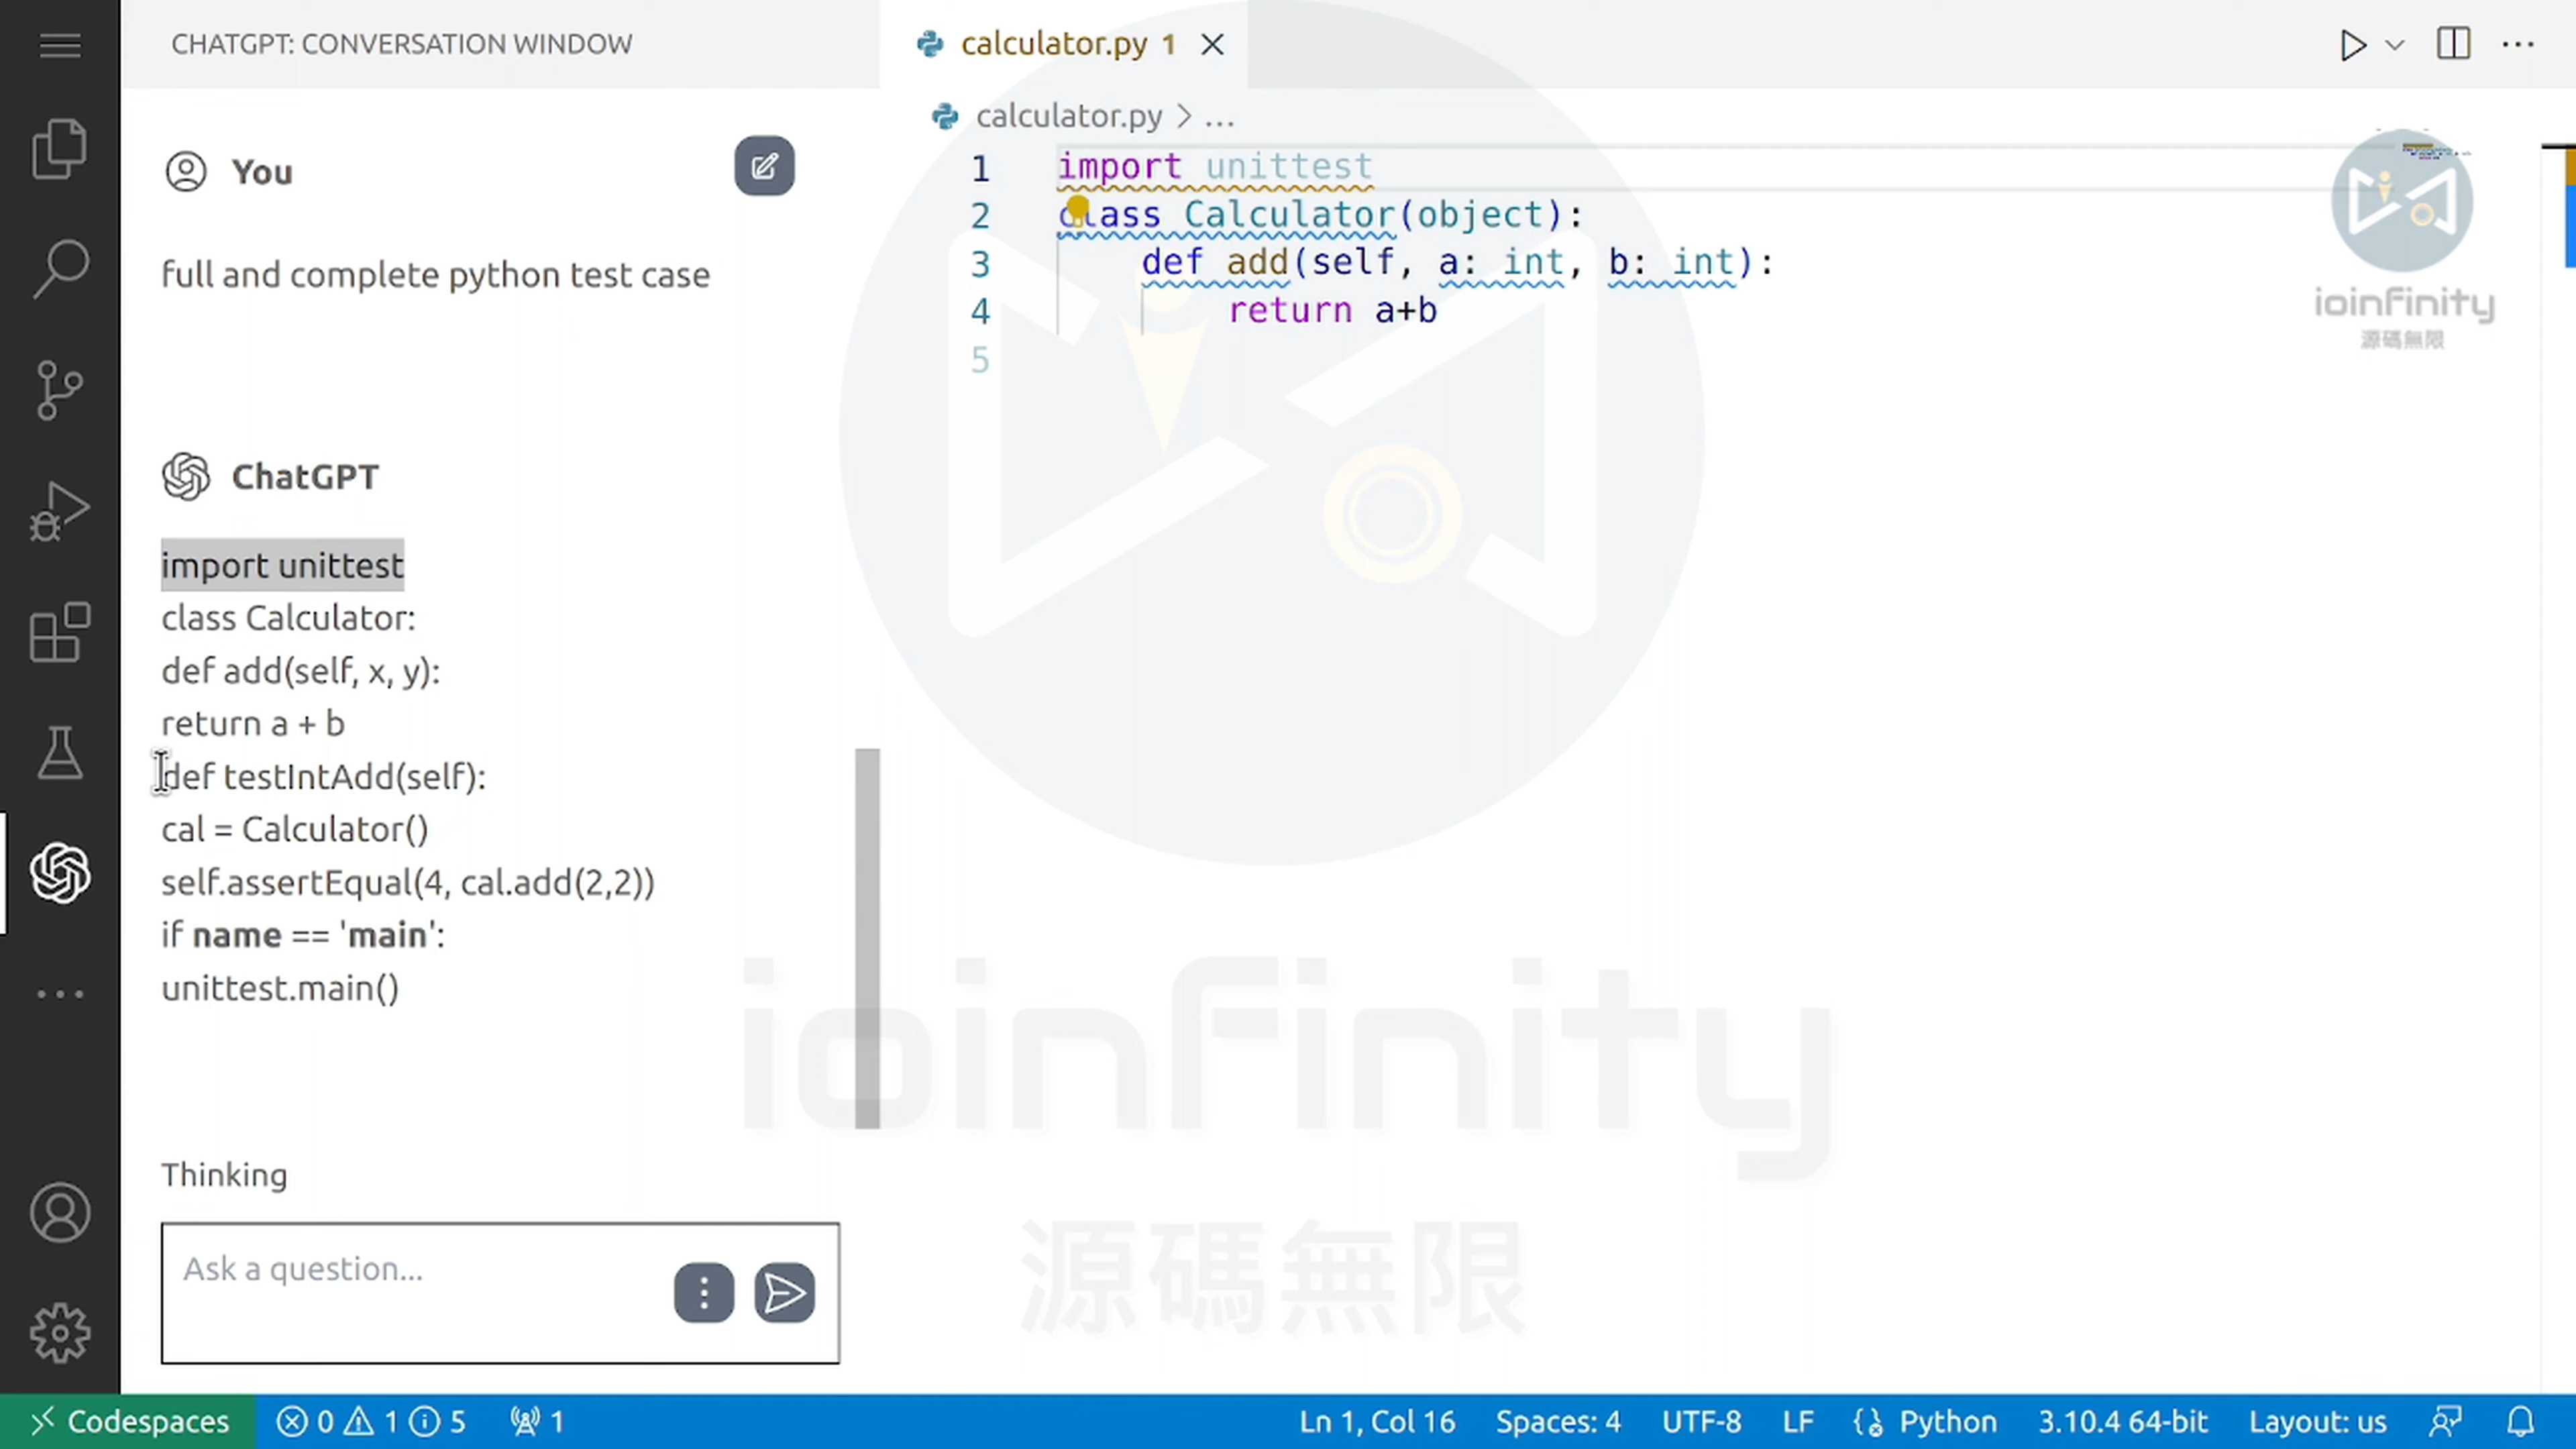 CHATGPT: CONVERSATION WINDOW
calculator.py 1
calculator.py > ...
You
full and complete python test case
ChatGPT
import unittest
class Calculator:
def add(self, x, y):
return a + b
def testIntAdd(self):
cal = Calculator()
self.assertEqual(4, cal.add(2,2))
if name == 'main':
unittest.main()
Thinking
Ask a question...
1 import unittest
2 class Calculator(object):
3 def add(self, a: int, b: int):
4 return a+b
5
ioinfinity
源碼無限
ioinfinity
源碼無限
Codespaces 0 1 5 1 Ln 1, Col 16 Spaces: 4 UTF-8 LF Python 3.10.4 64-bit Layout: us